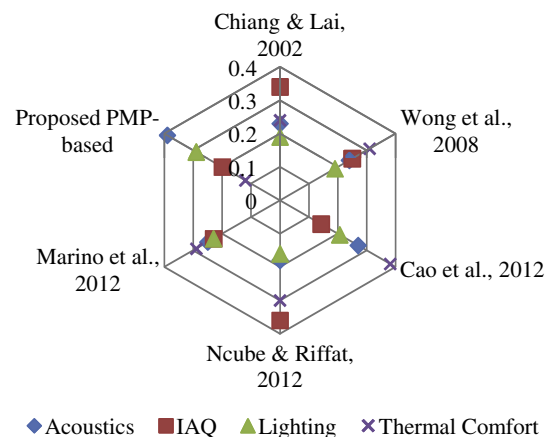 Chiang & Lai,
2002
0.4
0.3
0.2
0.1
0
Wong et al.,
2008
Cao et al., 2012
Ncube & Riffat,
2012
Marino et al.,
2012
Proposed PMP-
based
Acoustics
IAQ
Lighting
Thermal Comfort